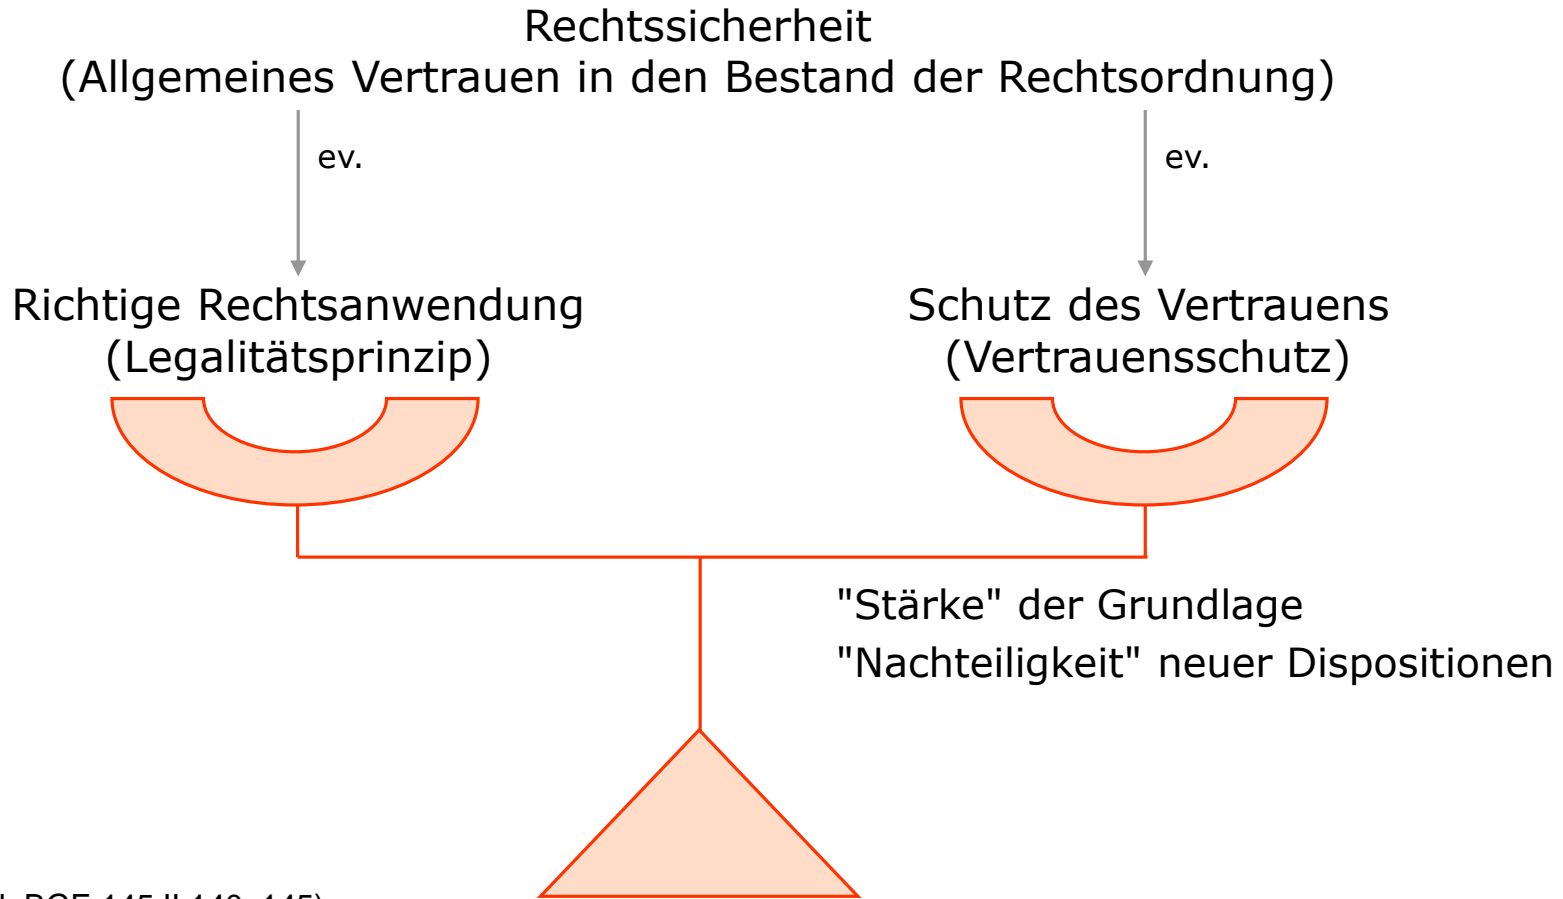 Rechtssicherheit
(Allgemeines Vertrauen in den Bestand der Rechtsordnung)
ev.
ev.
Richtige Rechtsanwendung
(Legalitätsprinzip)
Schutz des Vertrauens
(Vertrauensschutz)
"Stärke" der Grundlage
"Nachteiligkeit" neuer Dispositionen